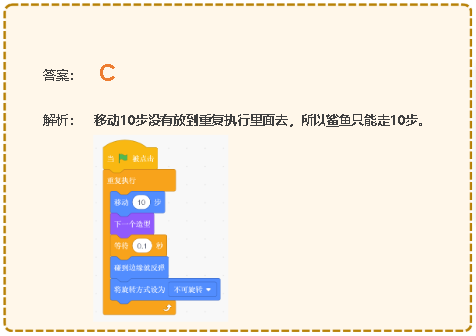 答案： C
解析： 移动10步没有放到重复执行里面去，所以鲨鱼只能走10步。
当 被点击
重复执行
移动 10 步
下一个造型
等待 0.1 秒
碰到边缘就反弹
将旋转方式设为 不可旋转